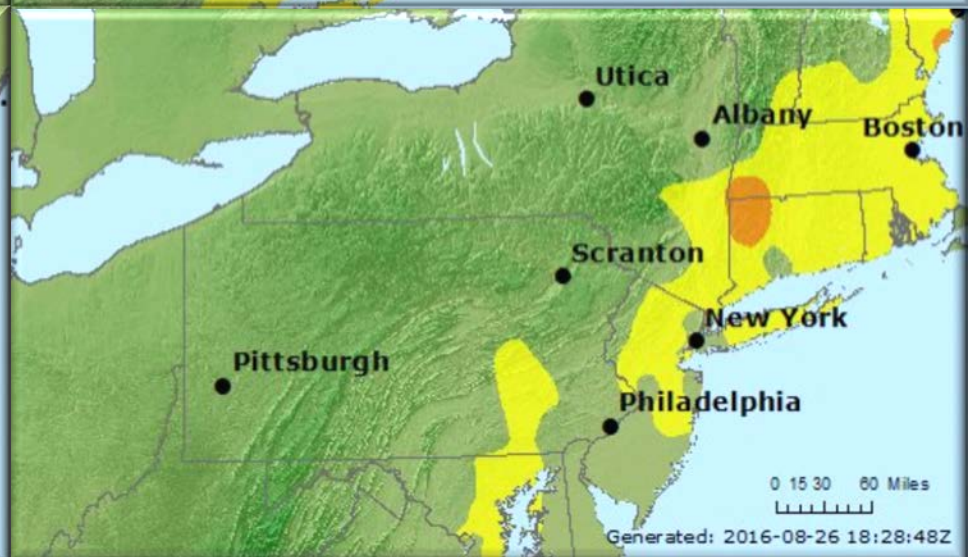 Utica
Albany
Boston
Scranton
New York
Pittsburgh
Philadelphia
0 15 30 60 Miles
Generated: 2016-08-26 18:28:48Z